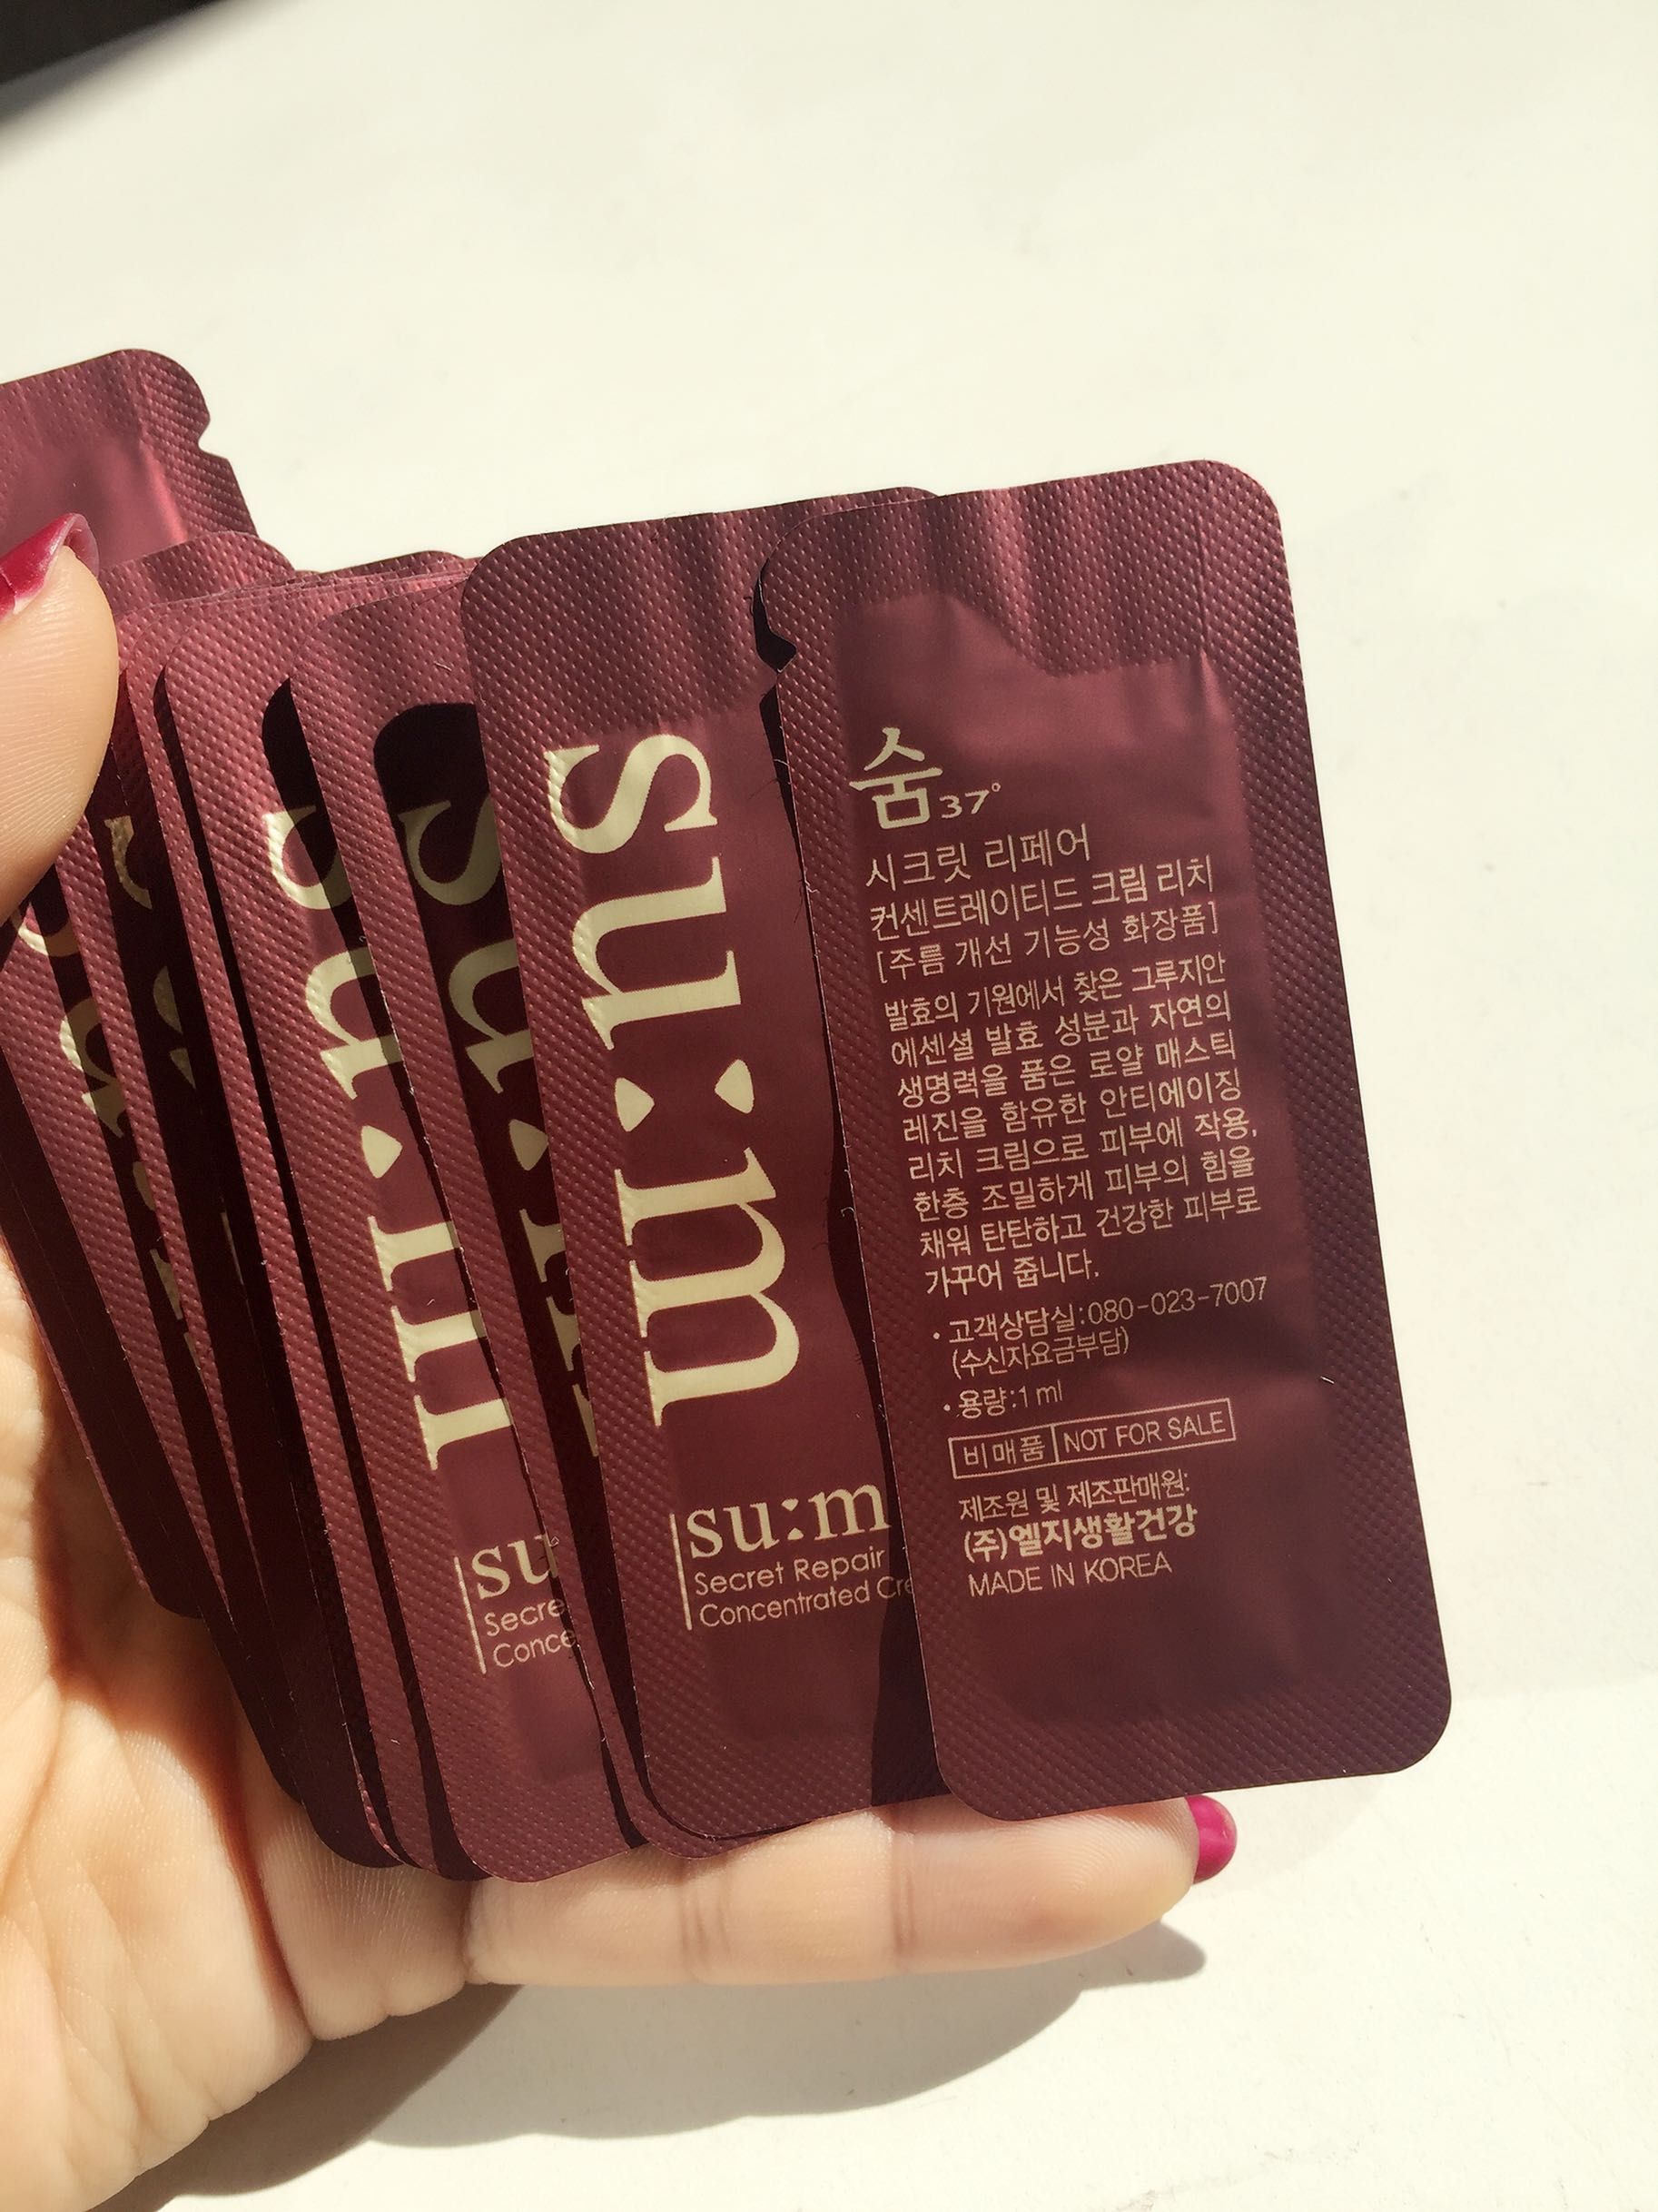 su:m
su
Secre
Conce
su:m
su:m
Secret Repair
Concentrated Cre
숨37°
시크릿 리페어
컨센트레이티드 크림 리치
[주름 개선 기능성 화장품]
발효의 기원에서 찾은 그루지안
에센셜 발효 성분과 자연의
생명력을 품은 로얄 매스틱
레진을 함유한 안티에이징
리치 크림으로 피부에 작용,
한층 조밀하게 피부의 힘을
채워 탄탄하고 건강한 피부로
가꾸어 줍니다.
•고객상담실:080-023-7007
(수신자요금부담)
•용량:1ml
비매품 NOT FOR SALE
제조원 및 제조판매원:
(주)엘지생활건강
MADE IN KOREA